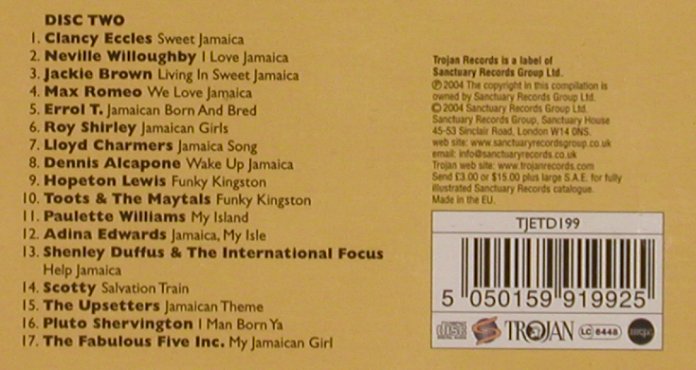 DISC TWO
1. Clancy Eccles Sweet Jamaica
2. Neville Willoughby I Love Jamaica
3. Jackie Brown Living In Sweet Jamaica
4. Max Romeo We Love Jamaica
5. Errol T. Jamaican Born And Bred
6. Roy Shirley Jamaican Girls
7. Lloyd Charmers Jamaica Song
8. Dennis Alcapone Wake Up Jamaica
9. Hopeton Lewis Funky Kingston
10. Toots & The Maytals Funky Kingston
11. Paulette Williams My Island
12. Adina Edwards Jamaica, My Isle
13. Shenley Duffus & The International Focus
Help Jamaica
14. Scotty Salvation Train
15. The Upsetters Jamaican Theme
16. Pluto Shervington I Man Born Ya
17. The Fabulous Five Inc. My Jamaican Girl
Trojan Records is a label of
Sanctuary Records Group Ltd.
℗ 2004 The copyright in this compilation is
owned by Sanctuary Records Group Ltd.
© 2004 Sanctuary Records Group Ltd.
Sanctuary Records Group, Sanctuary House
45-53 Sinclair Road, London W14 0NS.
web site: www.sanctuaryrecordsgroup.co.uk
email: info@sanctuaryrecords.co.uk
Trojan web site: www.trojanrecords.com
Send £3.00 or $15.00 plus large S.A.E. for fully
illustrated Sanctuary Records catalogue.
Made in the EU.
TJETD199
5 050159 919925
TROJAN
LC 6448